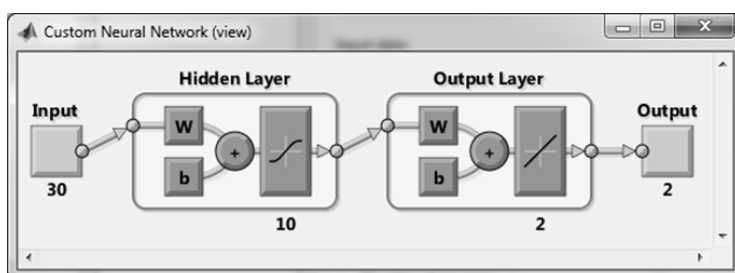 Custom Neural Network (view)
Hidden Layer
Output Layer
Input
Output
W
W
b
+
b
+
30
10
2
2